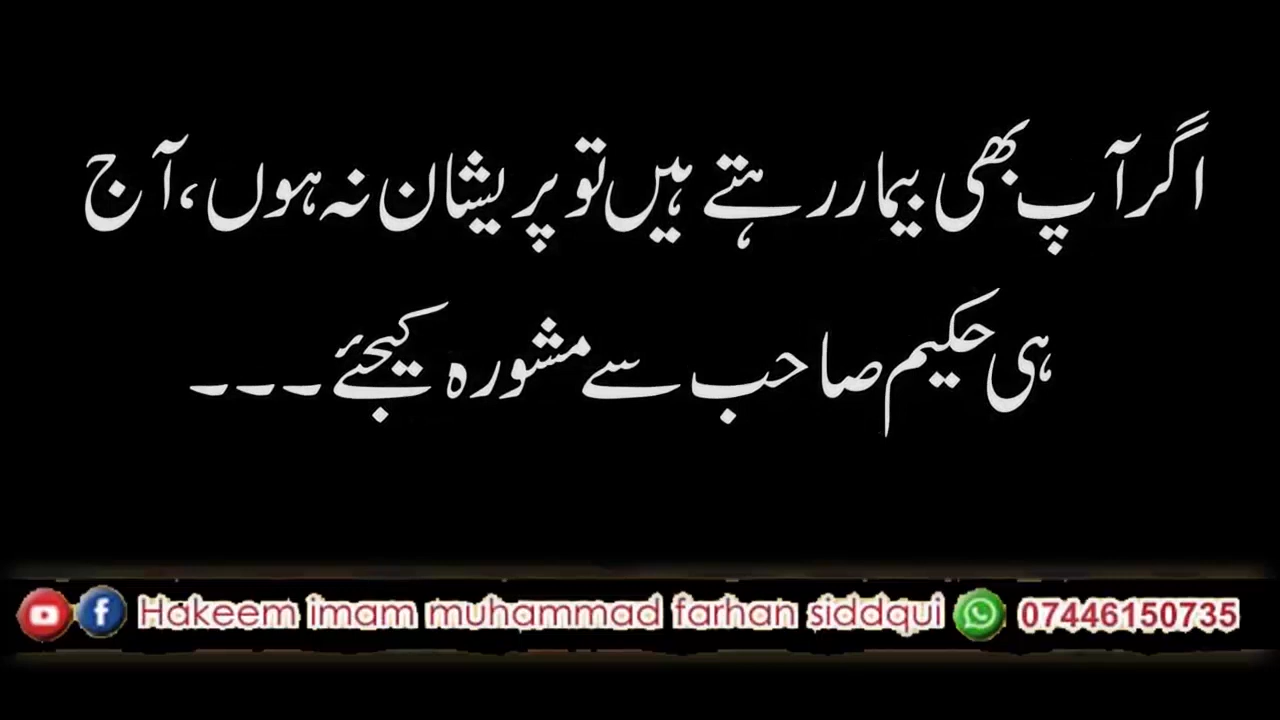 اگر آپ بھی بیمار رہتے ہیں تو پریشان نہ ہوں، آج
ہی حکیم صاحب سے مشورہ کیجئے ۔۔۔
Hakeem imam muhammad farhan siddqui 07446150735